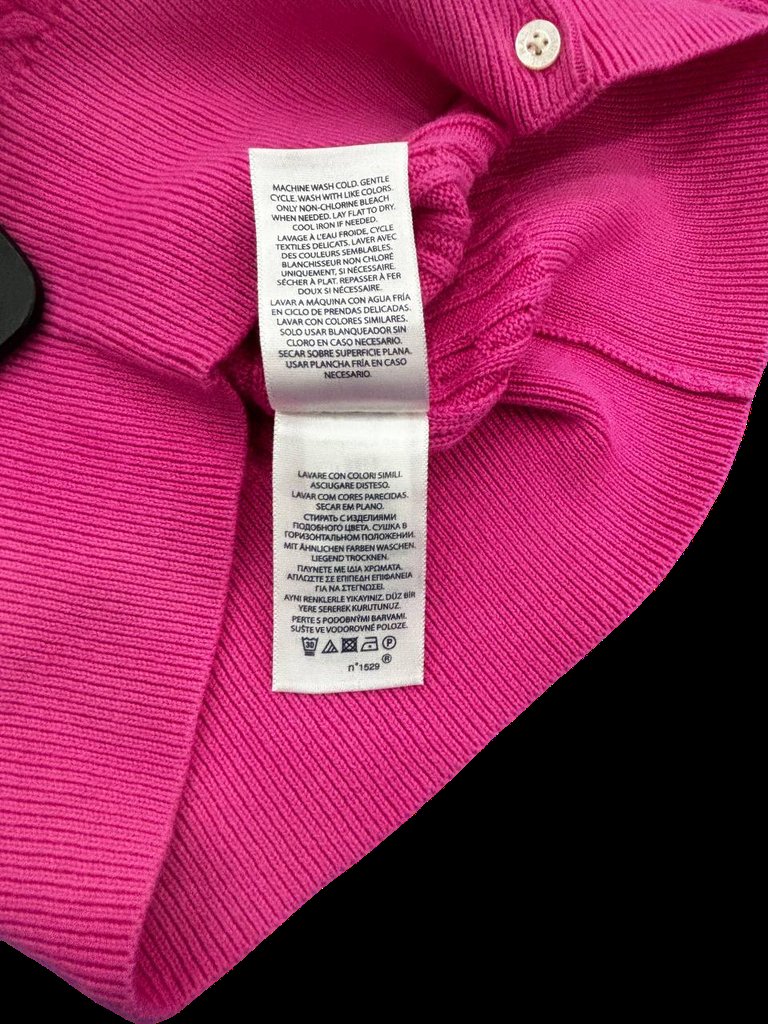 MACHINE WASH COLD. GENTLE
CYCLE. WASH WITH LIKE COLORS.
ONLY NON-CHLORINE BLEACH
WHEN NEEDED. LAY FLAT TO DRY.
COOL IRON IF NEEDED.
LAVAGE À L'EAU FROIDE, CYCLE
TEXTILES DELICATS. LAVER AVEC
DES COULEURS SEMBLABLES.
BLANCHISSEUR NON CHLORÉ
UNIQUEMENT, SI NÉCESSAIRE.
SÉCHER À PLAT. REPASSER À FER
DOUX SI NÉCESSAIRE.
LAVAR A MÁQUINA CON AGUA FRÍA
EN CICLO DE PRENDAS DELICADAS.
LAVAR CON COLORES SIMILARES.
SOLO USAR BLANQUEADOR SIN
CLORO EN CASO NECESARIO.
SECAR SOBRE SUPERFICIE PLANA.
USAR PLANCHA FRÍA EN CASO
NECESARIO.
LAVARE CON COLORI SIMILI.
ASCIUGARE DISTESO.
LAVAR COM CORES PARECIDAS.
SECAR EM PLANO.
СТИРАТЬ С ИЗДЕЛИЯМИ
ПОДОБНОГО ЦВЕТА. СУШКА В
ГОРИЗОНТАЛЬНОМ ПОЛОЖЕНИИ.
MIT ÄHNLICHEN FARBEN WASCHEN.
LIEGEND TROCKNEN.
ΠΛΥΝΕΤΕ ΜΕ ΙΔΙΑ ΧΡΩΜΑΤΑ.
ΑΠΛΩΣΤΕ ΣΕ ΕΠΙΠΕΔΗ ΕΠΙΦΑΝΕΙΑ
ΓΙΑ ΝΑ ΣΤΕΓΝΩΣΕΙ.
AYNI RENKLERLE YIKAYINIZ. DÜZ BİR
YERE SEREREK KURUTUNUZ.
PERTE S PODOBNÝMI BARVAMI.
SUŠTE VE VODOROVNÉ POLOZE.
30 P
®
n°1529